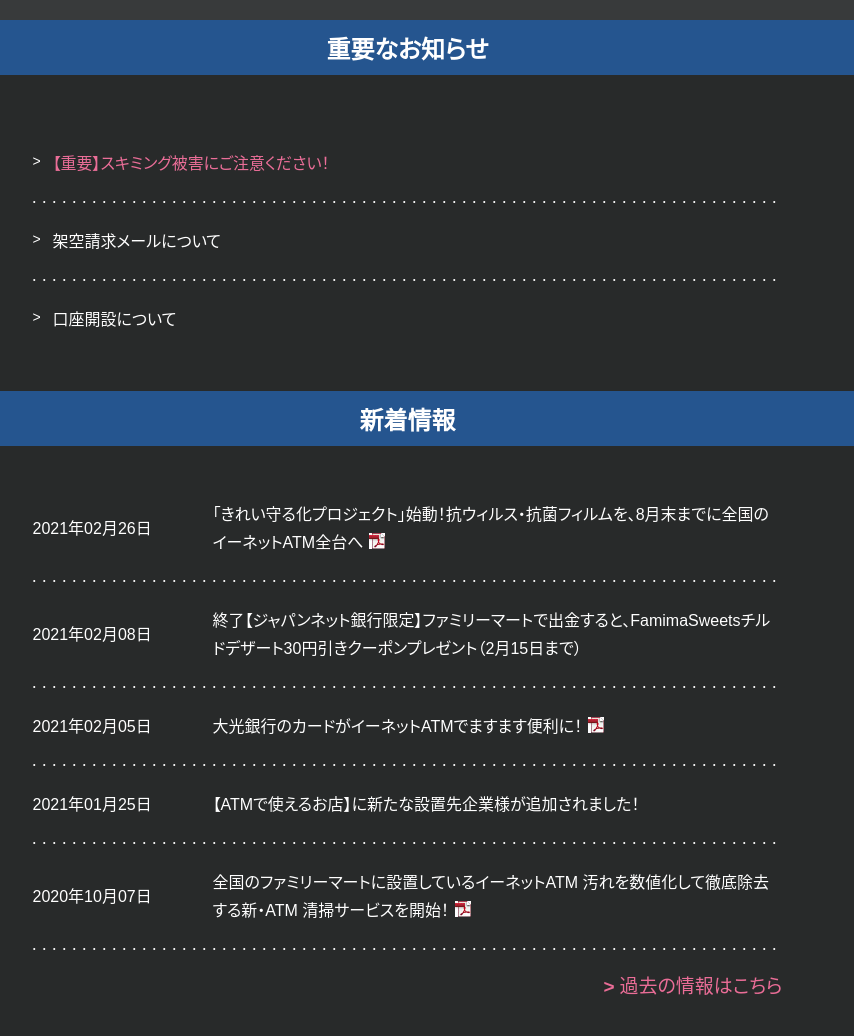 重要なお知らせ
> 【重要】スキミング被害にご注意ください！
> 架空請求メールについて
> 口座開設について
新着情報
2021年02月26日 「きれい守る化プロジェクト」始動！抗ウィルス・抗菌フィルムを、8月末までに全国の
イーネットATM全台へ
2021年02月08日 終了【ジャパンネット銀行限定】ファミリーマートで出金すると、FamimaSweetsチル
ドデザート30円引きクーポンプレゼント（2月15日まで）
2021年02月05日 大光銀行のカードがイーネットATMでますます便利に！
2021年01月25日 【ATMで使えるお店】に新たな設置先企業様が追加されました！
2020年10月07日 全国のファミリーマートに設置しているイーネットATM 汚れを数値化して徹底除去
する新・ATM 清掃サービスを開始！
> 過去の情報はこちら